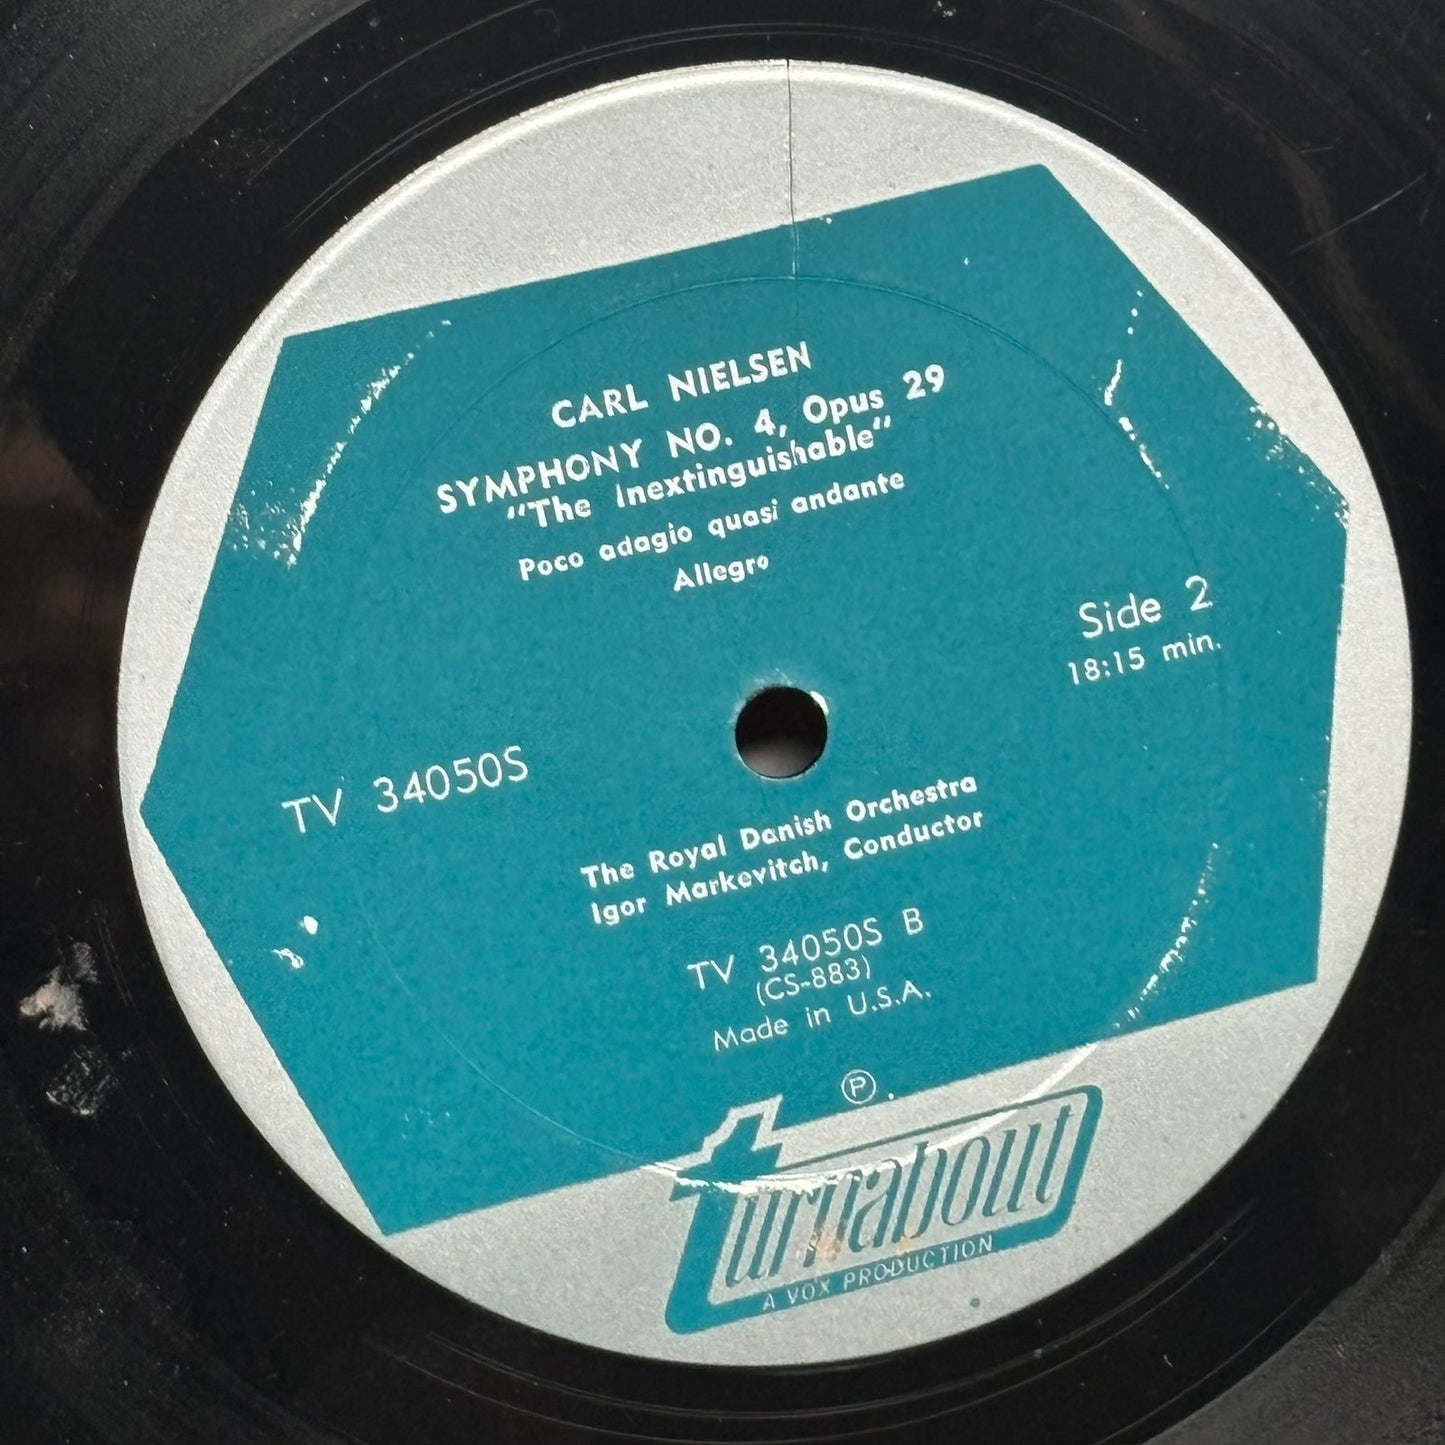 CARL NIELSEN
SYMPHONY NO. 4, Opus 29
"The Inextinguishable"
Poco adagio quasi andante
Allegro
Side 2
18:15 min.
TV 34050S
The Royal Danish Orchestra
Igor Markevitch, Conductor
TV 34050S B
(CS-883)
Made in U.S.A.
℗.
turnabout
A VOX PRODUCTION